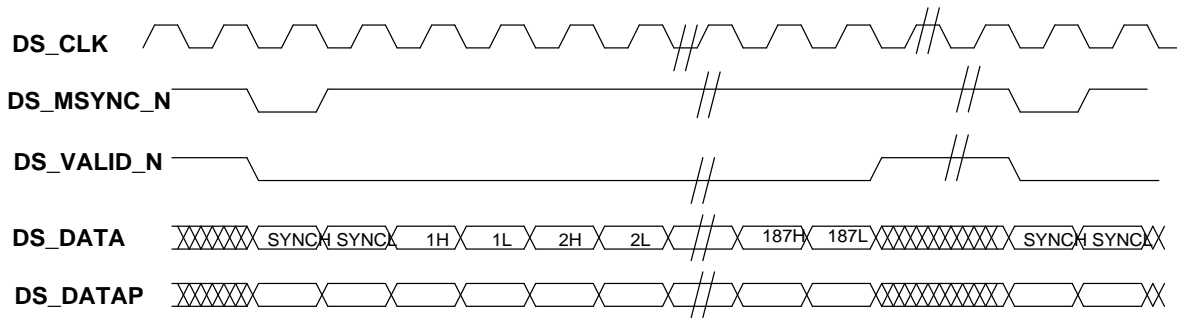 DS_CLK
DS_MSYNC_N
DS_VALID_N
DS_DATA SYNCH SYNCL 1H 1L 2H 2L 187H 187L SYNCH SYNCL
DS_DATAP